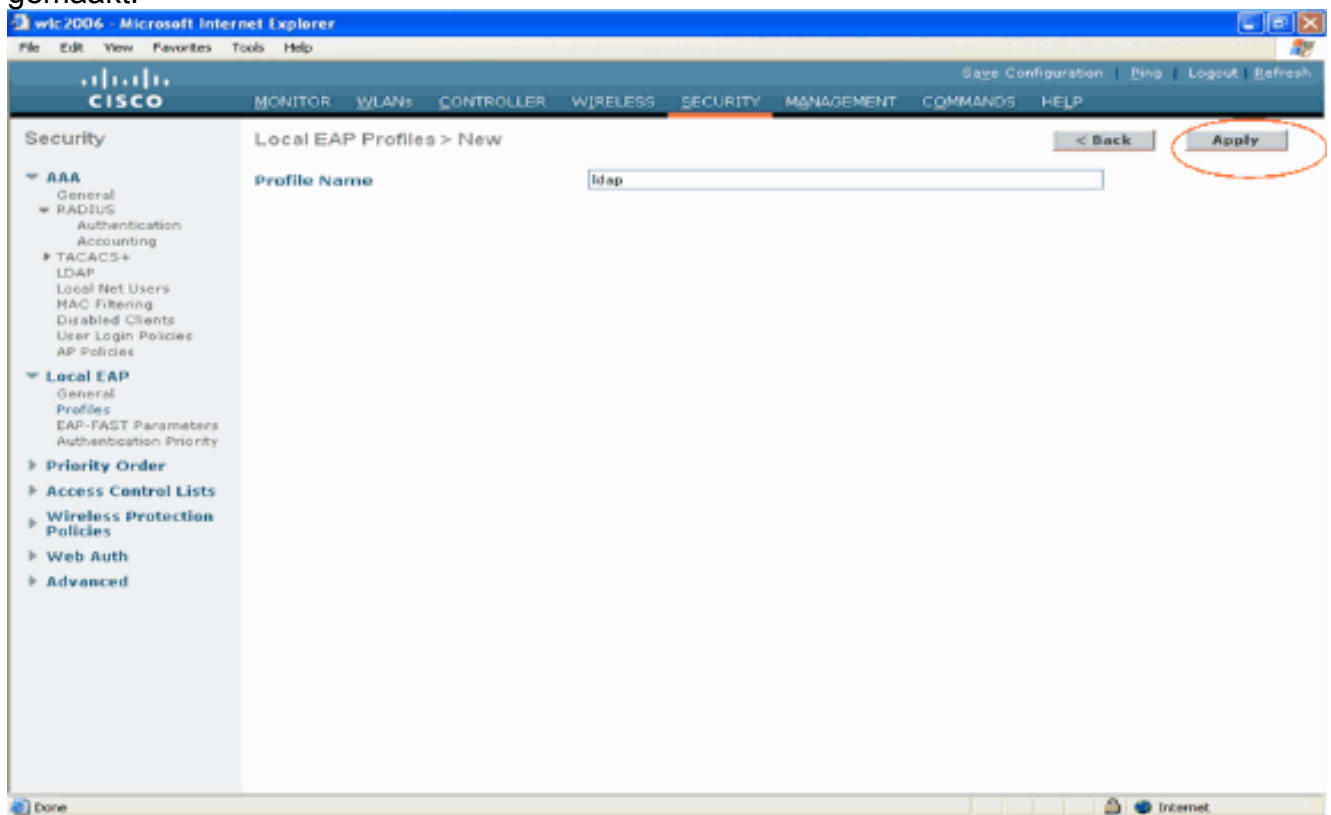 gemaakt.
wlc2006 - Microsoft Internet Explorer
File Edit View Favorites Tools Help
Save Configuration | Ping | Logout | Refresh
CISCO
MONITOR WLANs CONTROLLER WIRELESS SECURITY MANAGEMENT COMMANDS HELP
Security
Local EAP Profiles > New
< Back
Apply
AAA
General
RADIUS
Authentication
Accounting
TACACS+
LDAP
Local Net Users
MAC Filtering
Disabled Clients
User Login Policies
AP Policies
Local EAP
General
Profiles
EAP-FAST Parameters
Authentication Priority
Priority Order
Access Control Lists
Wireless Protection
Policies
Web Auth
Advanced
Profile Name
ldap
Done
Internet